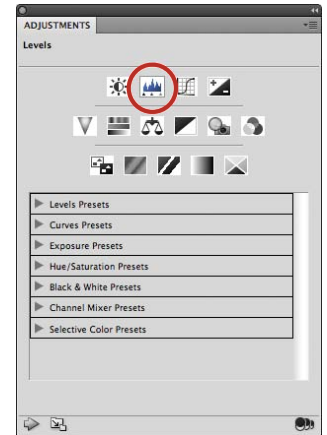 ADJUSTMENTS
Levels
Levels Presets
Curves Presets
Exposure Presets
Hue/Saturation Presets
Black & White Presets
Channel Mixer Presets
Selective Color Presets